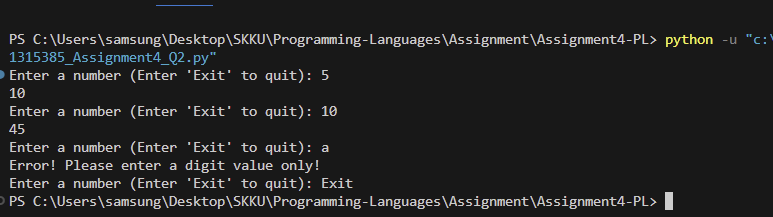 PS C:\Users\samsung\Desktop\SKKU\Programming-Languages\Assignment\Assignment4-PL> python -u "c:\
1315385_Assignment4_Q2.py"
Enter a number (Enter 'Exit' to quit): 5
10
Enter a number (Enter 'Exit' to quit): 10
45
Enter a number (Enter 'Exit' to quit): a
Error! Please enter a digit value only!
Enter a number (Enter 'Exit' to quit): Exit
PS C:\Users\samsung\Desktop\SKKU\Programming-Languages\Assignment\Assignment4-PL>